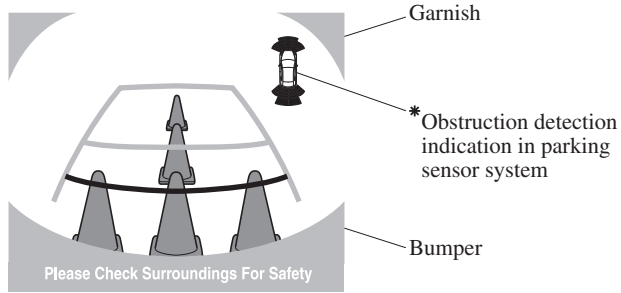 Garnish
*Obstruction detection
indication in parking
sensor system
Bumper
Please Check Surroundings For Safety